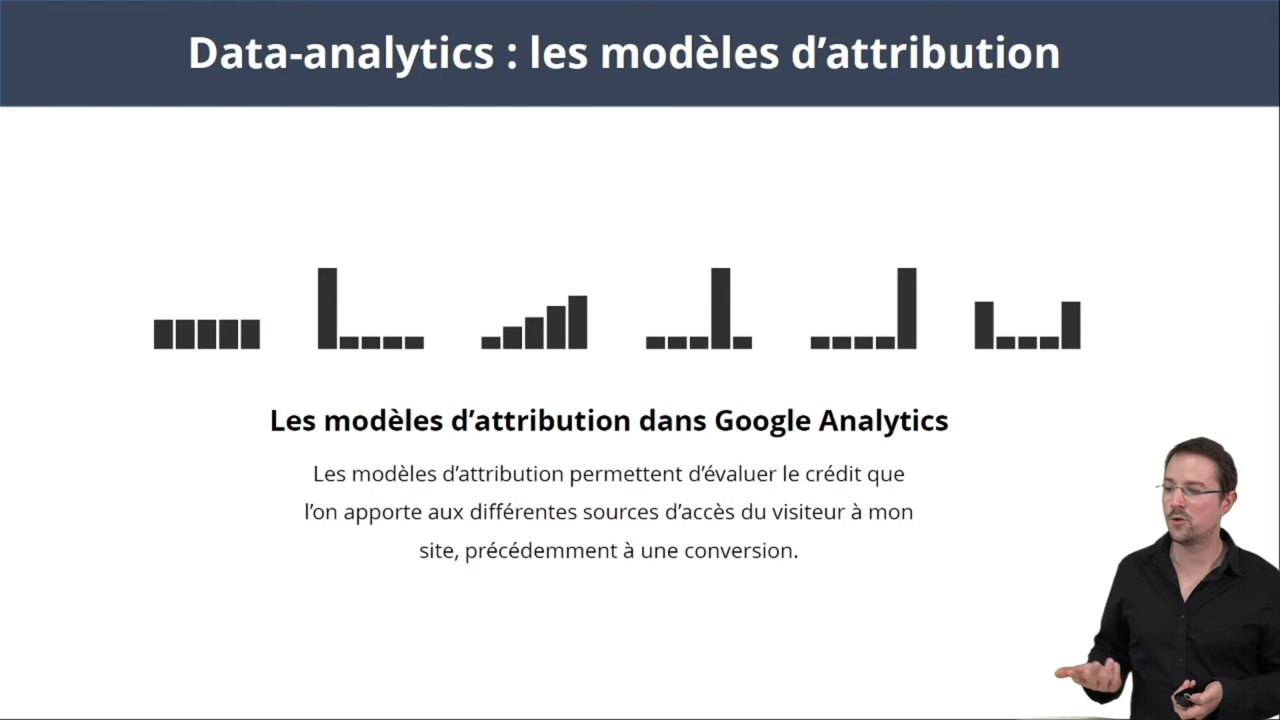 Data-analytics : les modèles d’attribution
Les modèles d’attribution dans Google Analytics
Les modèles d’attribution permettent d’évaluer le crédit que
l’on apporte aux différentes sources d’accès du visiteur à mon
site, précédemment à une conversion.